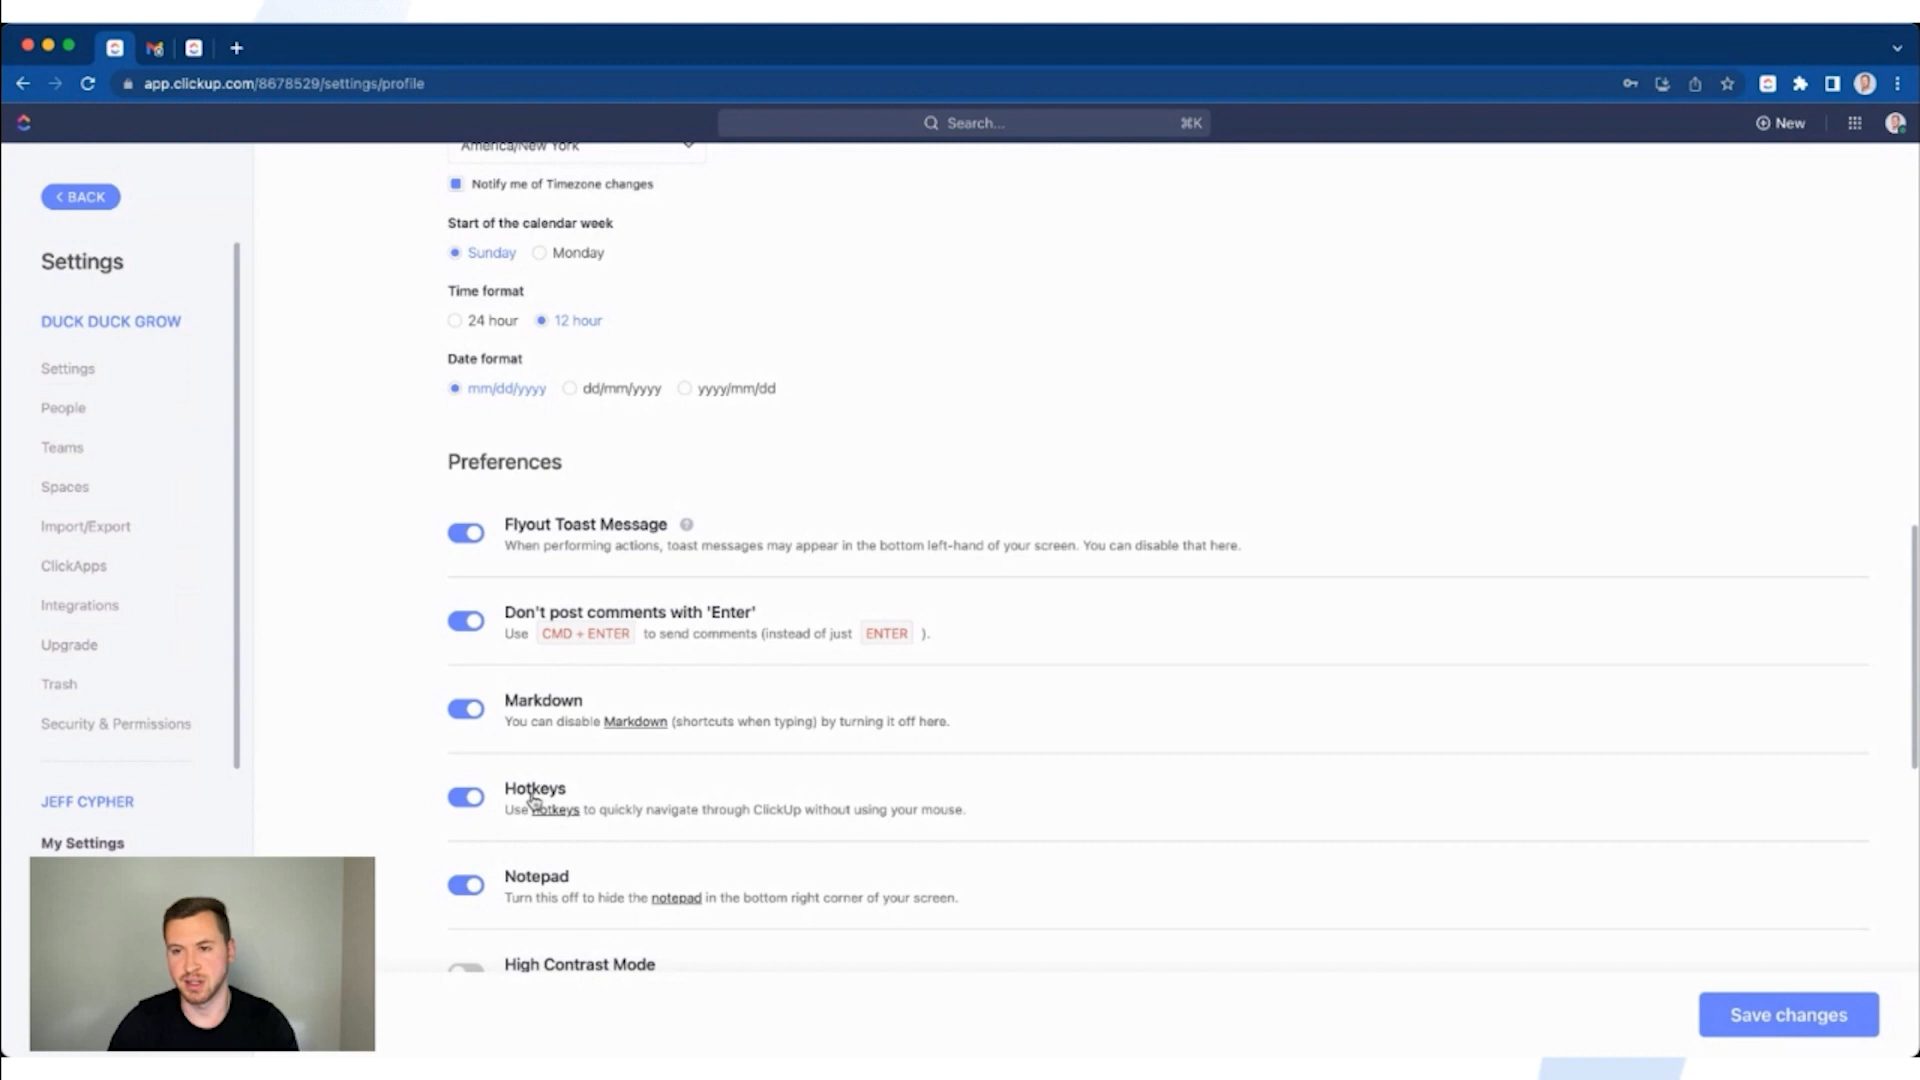 app.clickup.com/8678529/settings/profile
Search...
⌘K
New
America/New York
BACK
Notify me of Timezone changes
Start of the calendar week
Sunday
Monday
Settings
Time format
DUCK DUCK GROW
24 hour
12 hour
Date format
Settings
mm/dd/yyyy
dd/mm/yyyy
yyyy/mm/dd
People
Teams
Preferences
Spaces
Import/Export
Flyout Toast Message
When performing actions, toast messages may appear in the bottom left-hand of your screen. You can disable that here.
ClickApps
Integrations
Don't post comments with 'Enter'
Use CMD + ENTER to send comments (instead of just ENTER ).
Upgrade
Trash
Markdown
You can disable Markdown (shortcuts when typing) by turning it off here.
Security & Permissions
Hotkeys
Use hotkeys to quickly navigate through ClickUp without using your mouse.
JEFF CYPHER
My Settings
Notepad
Turn this off to hide the notepad in the bottom right corner of your screen.
High Contrast Mode
Save changes